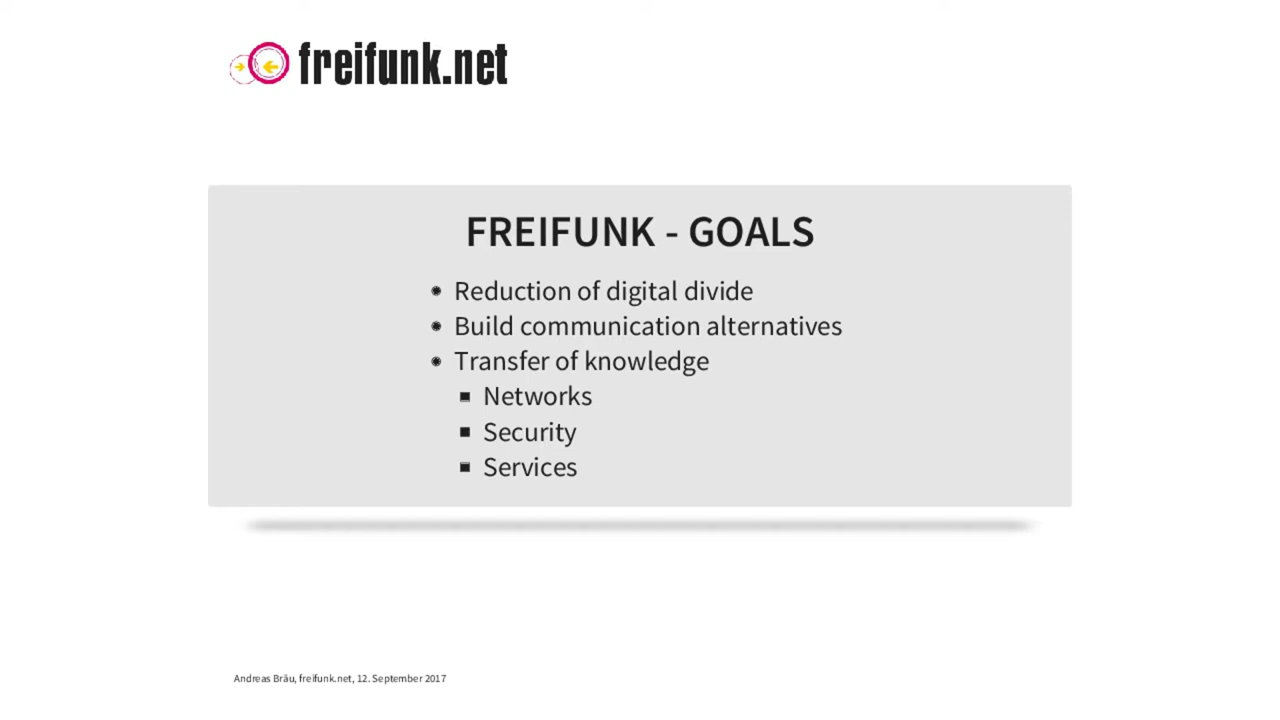 freifunk.net
FREIFUNK - GOALS
Reduction of digital divide
Build communication alternatives
Transfer of knowledge
Networks
Security
Services
Andreas Bräu, freifunk.net, 12. September 2017